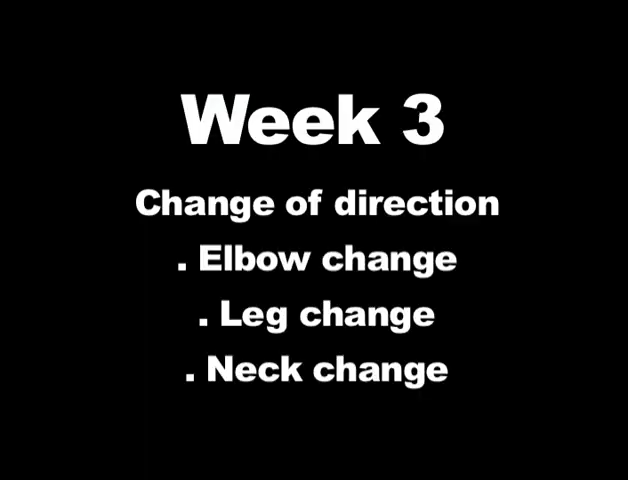 Week 3
Change of direction
. Elbow change
. Leg change
. Neck change